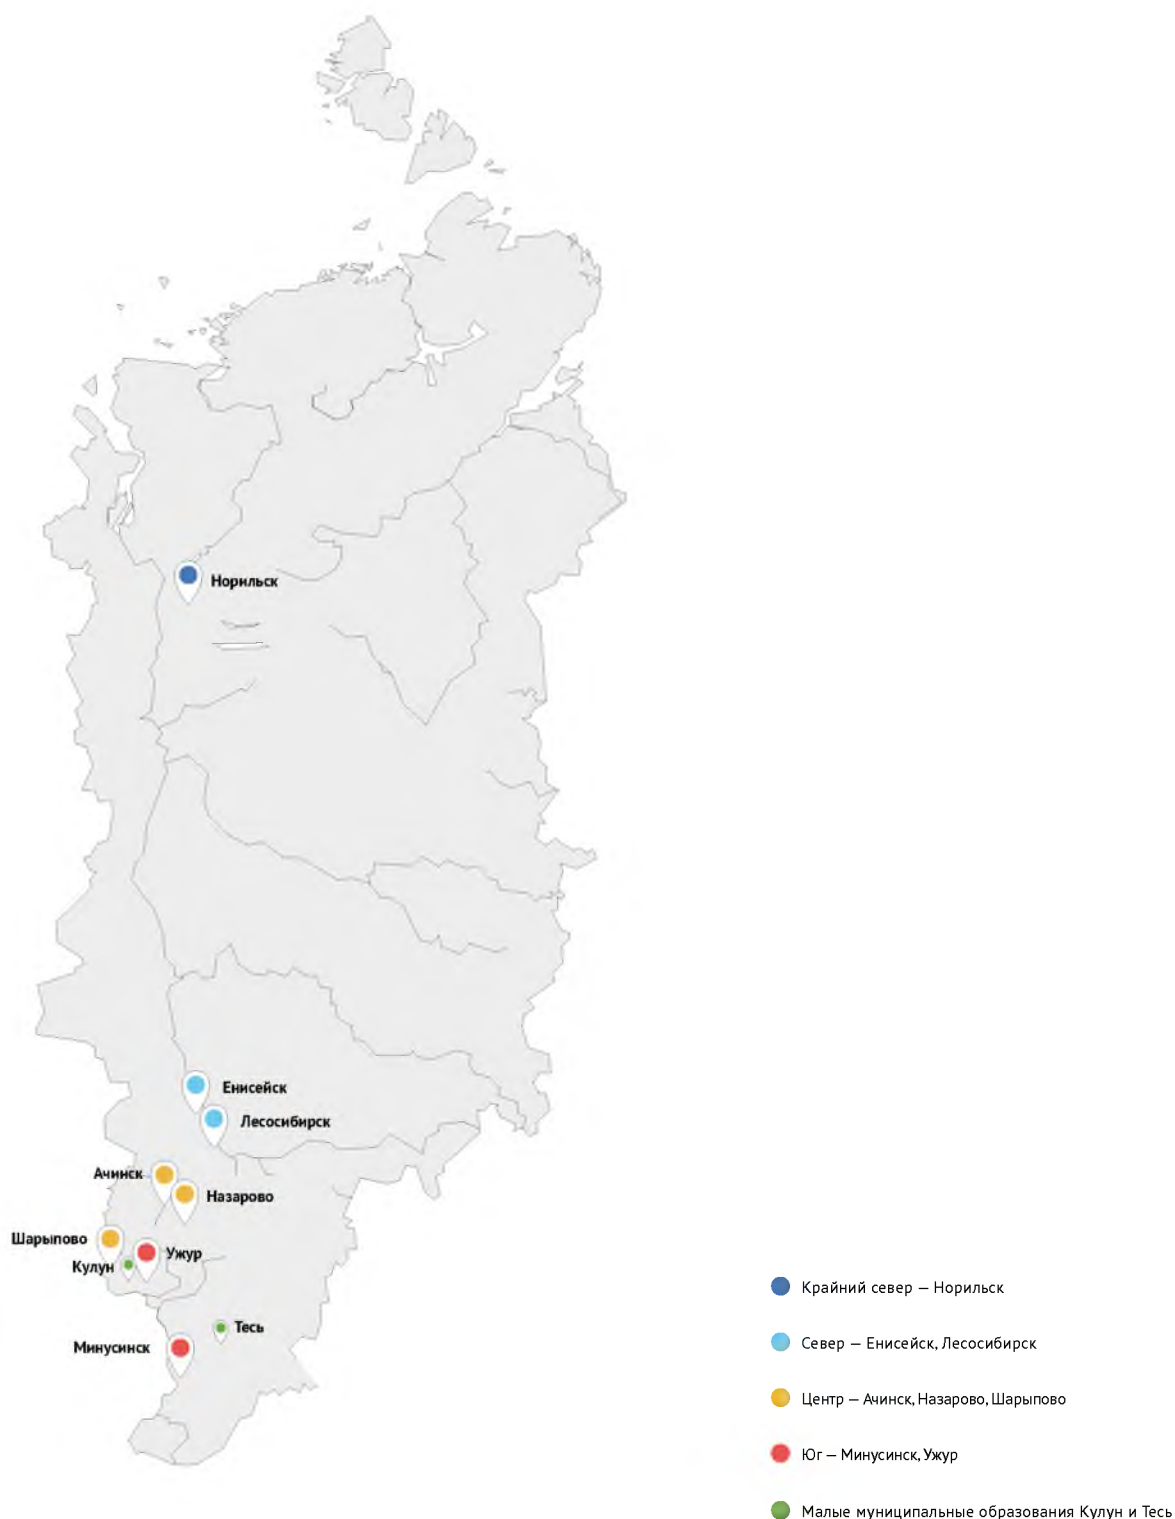 Норильск
Енисейск
Лесосибирск
Ачинск
Назарово
Шарыпово
Ужур
Кулун
Тесь
Минусинск
Крайний север — Норильск
Север — Енисейск, Лесосибирск
Центр — Ачинск, Назарово, Шарыпово
Юг — Минусинск, Ужур
Малые муниципальные образования Кулун и Тесь